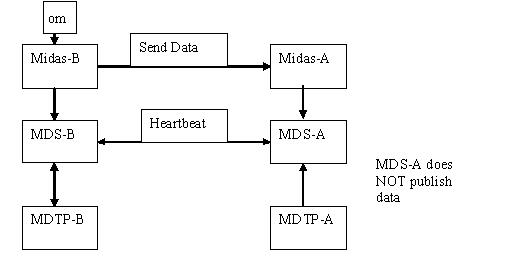 om
Send Data
Midas-B
Midas-A
Heartbeat
MDS-B
MDS-A
MDS-A does
NOT publish
data
MDTP-B
MDTP-A